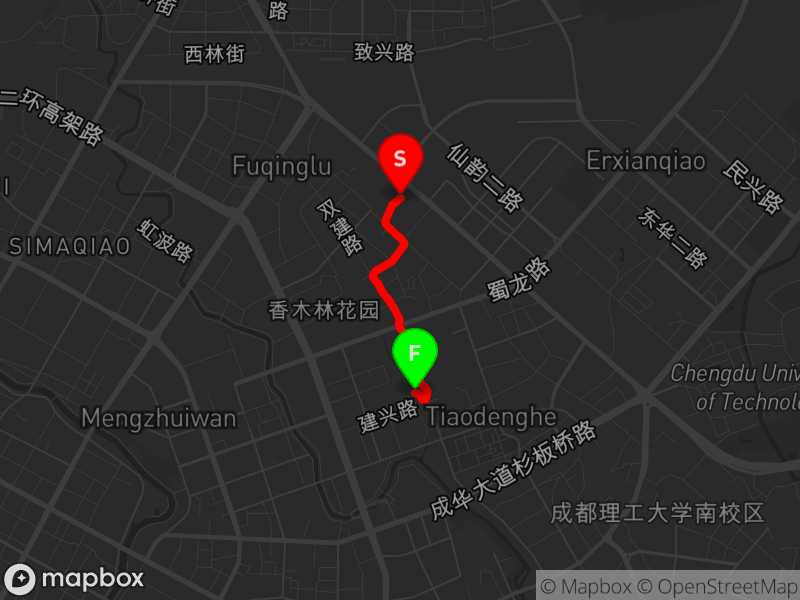 街
路
西林街
致兴路
二环高架路
Fuqinglu
S
仙韵二路
Erxianqiao
民兴路
双建路
虹波路
SIMAQIAO
东华二路
蜀龙路
香木林花园
F
Chengdu Univ
of Technolo
建兴路
Tiaodenghe
Mengzhuiwan
成华大道杉板桥路
成都理工大学南校区
mapbox
© Mapbox © OpenStreetMap